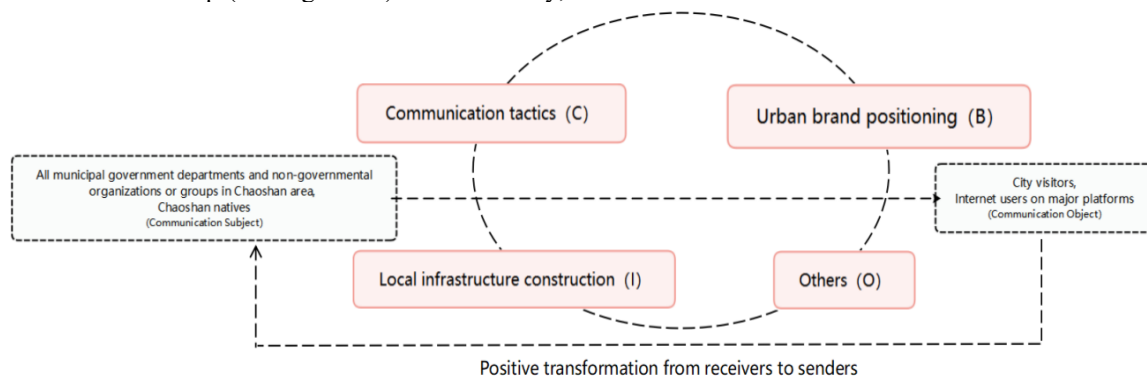 Communication tactics (C)
Urban brand positioning (B)
All municipal government departments and non-governmental
organizations or groups in Chaoshan area,
Chaoshan natives
(Communication Subject)
City visitors,
Internet users on major platforms
(Communication Object)
Local infrastructure construction (I)
Others (O)
Positive transformation from receivers to senders